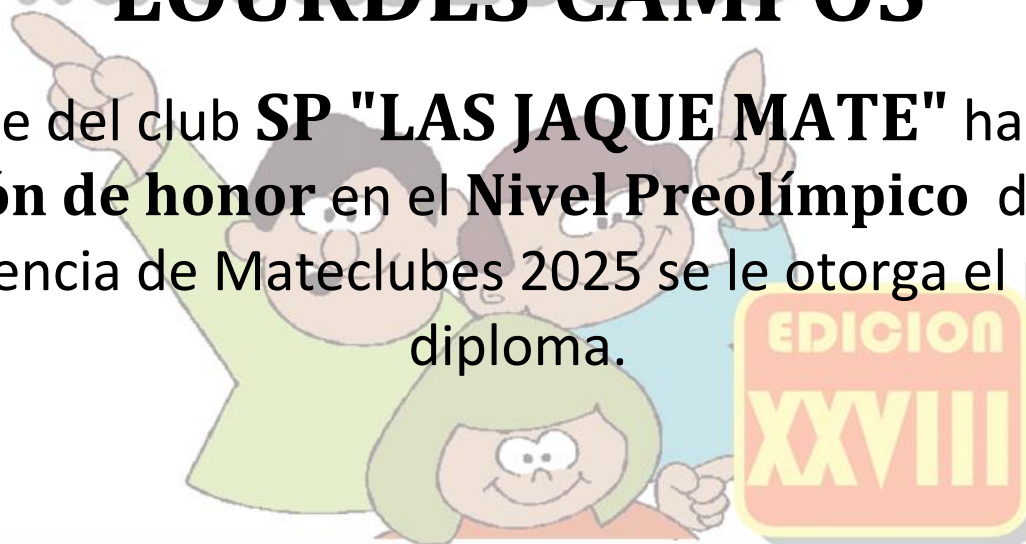 LOURDES CAMPOS
e del club SP "LAS JAQUE MATE" ha
ón de honor en el Nivel Preolímpico d
encia de Mateclubes 2025 se le otorga el
diploma.
EDICION
XXVIII